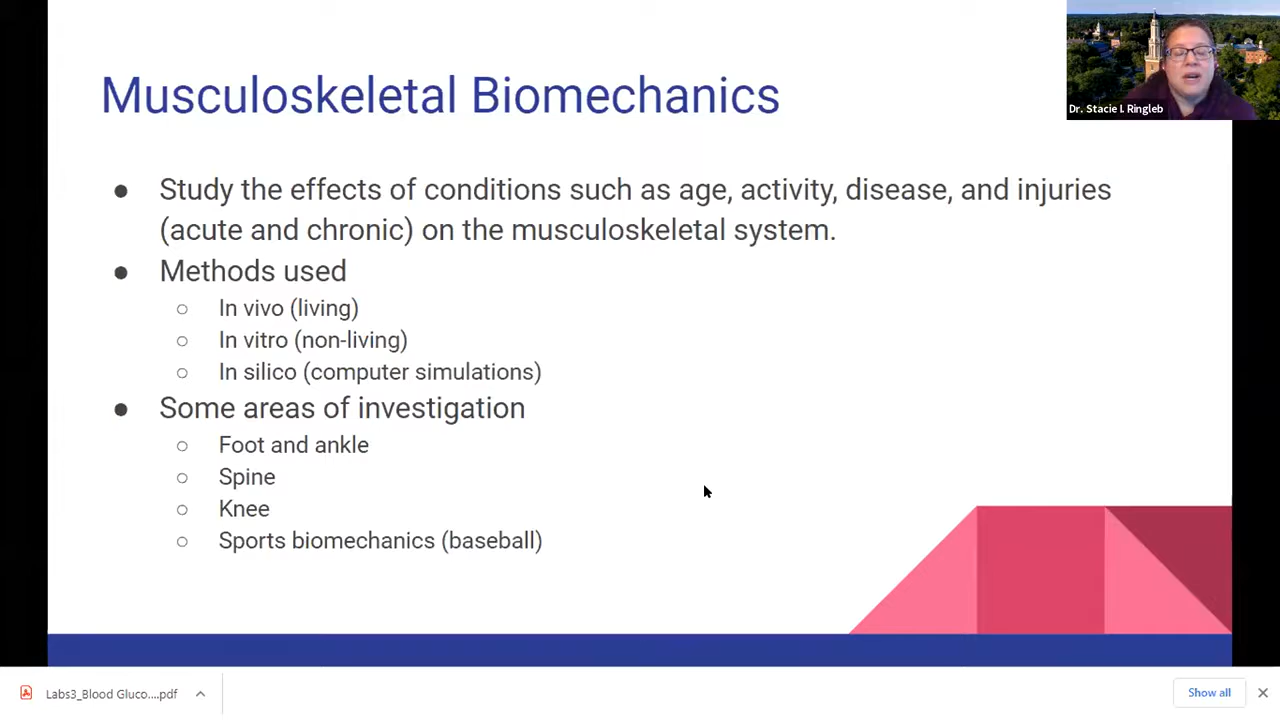 Musculoskeletal Biomechanics
Dr. Stacie I. Ringleb
● Study the effects of conditions such as age, activity, disease, and injuries
(acute and chronic) on the musculoskeletal system.
● Methods used
○ In vivo (living)
○ In vitro (non-living)
○ In silico (computer simulations)
● Some areas of investigation
○ Foot and ankle
○ Spine
○ Knee
○ Sports biomechanics (baseball)
Labs3_Blood Gluco....pdf
Show all